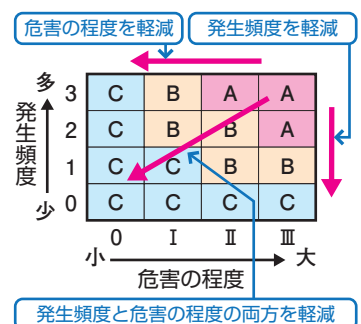 危害の程度を軽減 発生頻度を軽減
多 3 C B A A
2 C B B A
1 C C B B
少 0 C C C C
発生頻度
0 Ⅰ Ⅱ Ⅲ
小 大
危害の程度
発生頻度と危害の程度の両方を軽減